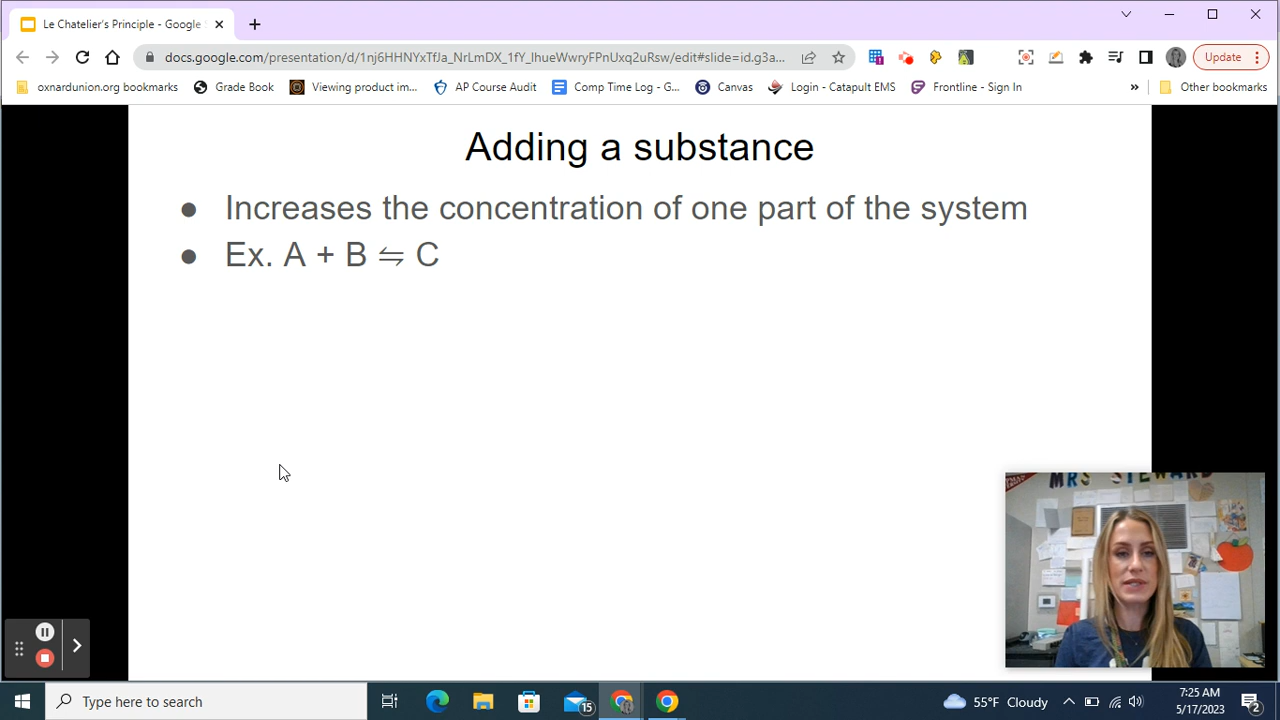 Le Chatelier's Principle - Google S
docs.google.com/presentation/d/1nj6HHNYxTfJa_NrLmDX_1fY_lhueWwryFPnUxq2uRsw/edit#slide=id.g3a...
Update
oxnardunion.org bookmarks
Grade Book
Viewing product im...
AP Course Audit
Comp Time Log - G...
Canvas
Login - Catapult EMS
Frontline - Sign In
»
Other bookmarks
Adding a substance
● Increases the concentration of one part of the system
● Ex. A + B ⇋ C
MRS STEWARD
Type here to search
15
55°F Cloudy
7:25 AM
5/17/2023
2